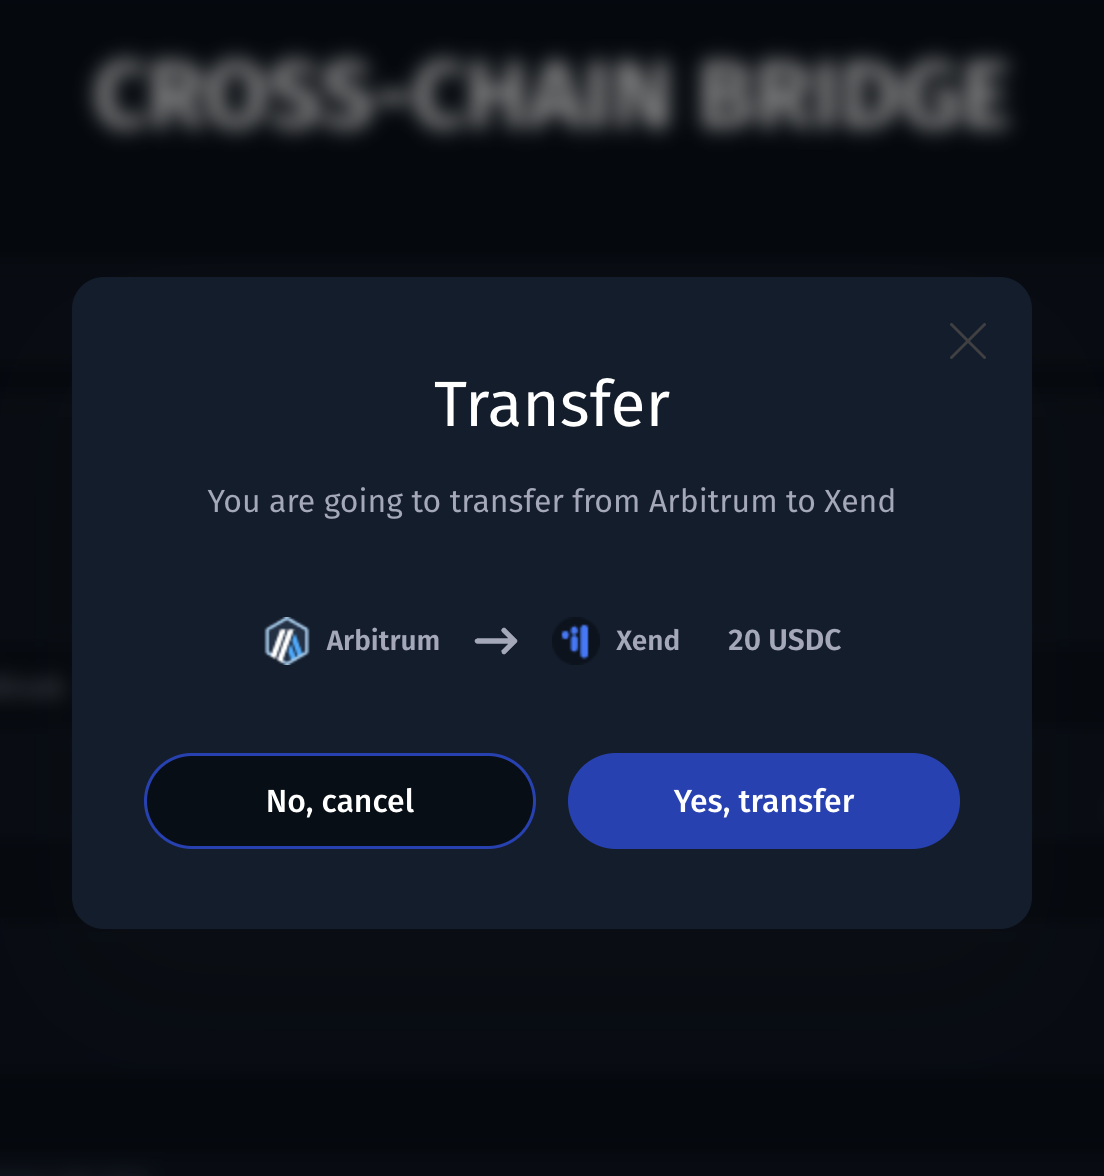 CROSS-CHAIN BRIDGE
Transfer
You are going to transfer from Arbitrum to Xend
Arbitrum Xend 20 USDC
No, cancel
Yes, transfer